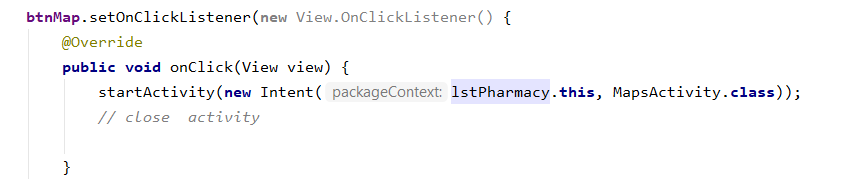 btnMap.setOnClickListener(new View.OnClickListener() {
@Override
public void onClick(View view) {
startActivity(new Intent( packageContext: lstPharmacy.this, MapsActivity.class));
// close  activity
}